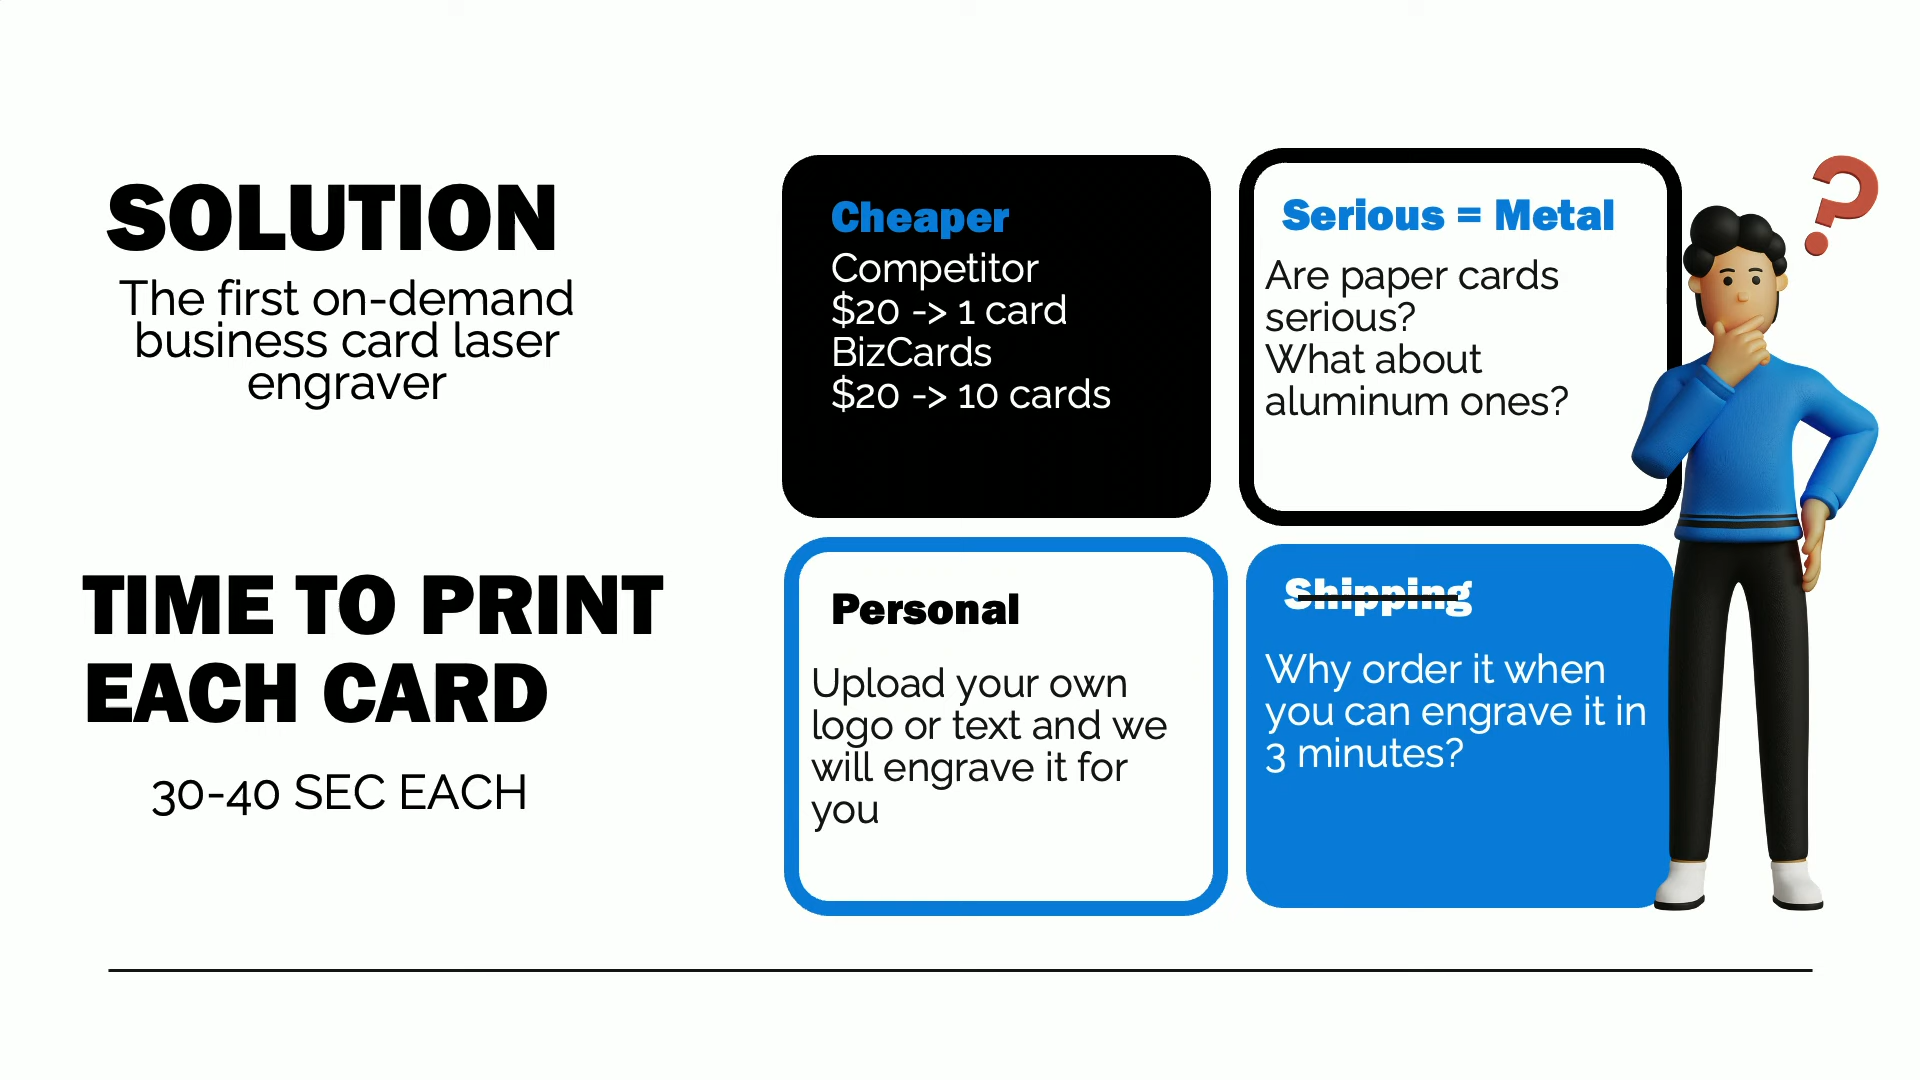 SOLUTION
The first on-demand
business card laser
engraver
TIME TO PRINT
EACH CARD
30-40 SEC EACH
Cheaper
Competitor
$20 -> 1 card
BizCards
$20 -> 10 cards
Serious = Metal
Are paper cards
serious?
What about
aluminum ones?
Personal
Upload your own
logo or text and we
will engrave it for
you
Shipping
Why order it when
you can engrave it in
3 minutes?
?